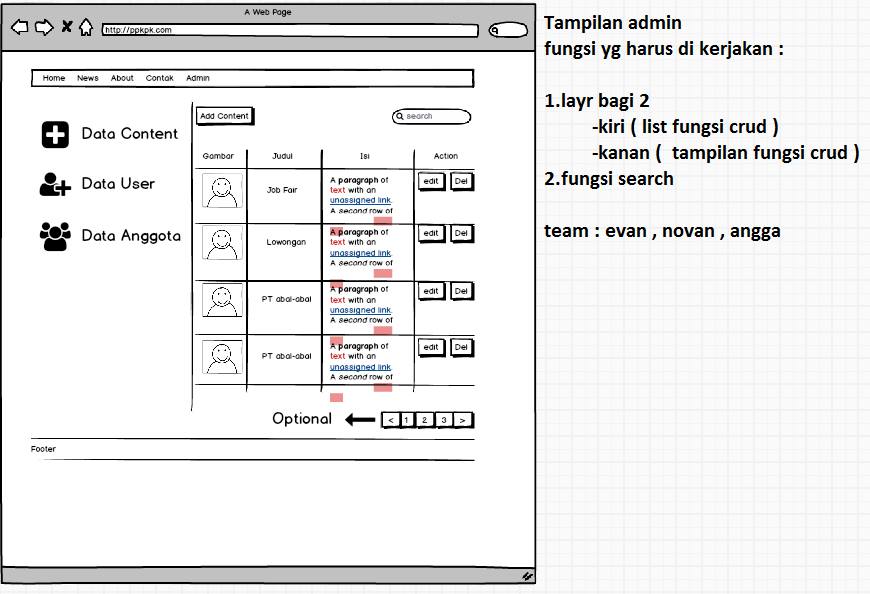 A Web Page
http://ppkpk.com
Home News About Contak Admin
Data Content
Data User
Data Anggota
Add Content
search
Gambar Judul Isi Action
Job Fair
A paragraph of
text with an
unassigned link.
A second row of
edit Del
Lowongan
A paragraph of
text with an
unassigned link.
A second row of
edit Del
PT abal-abal
A paragraph of
text with an
unassigned link.
A second row of
edit Del
PT abal-abal
A paragraph of
text with an
unassigned link.
A second row of
edit Del
Optional
< 1 2 3 >
Footer
Tampilan admin
fungsi yg harus di kerjakan :
1.layr bagi 2
-kiri ( list fungsi crud )
-kanan ( tampilan fungsi crud )
2.fungsi search
team : evan , novan , angga